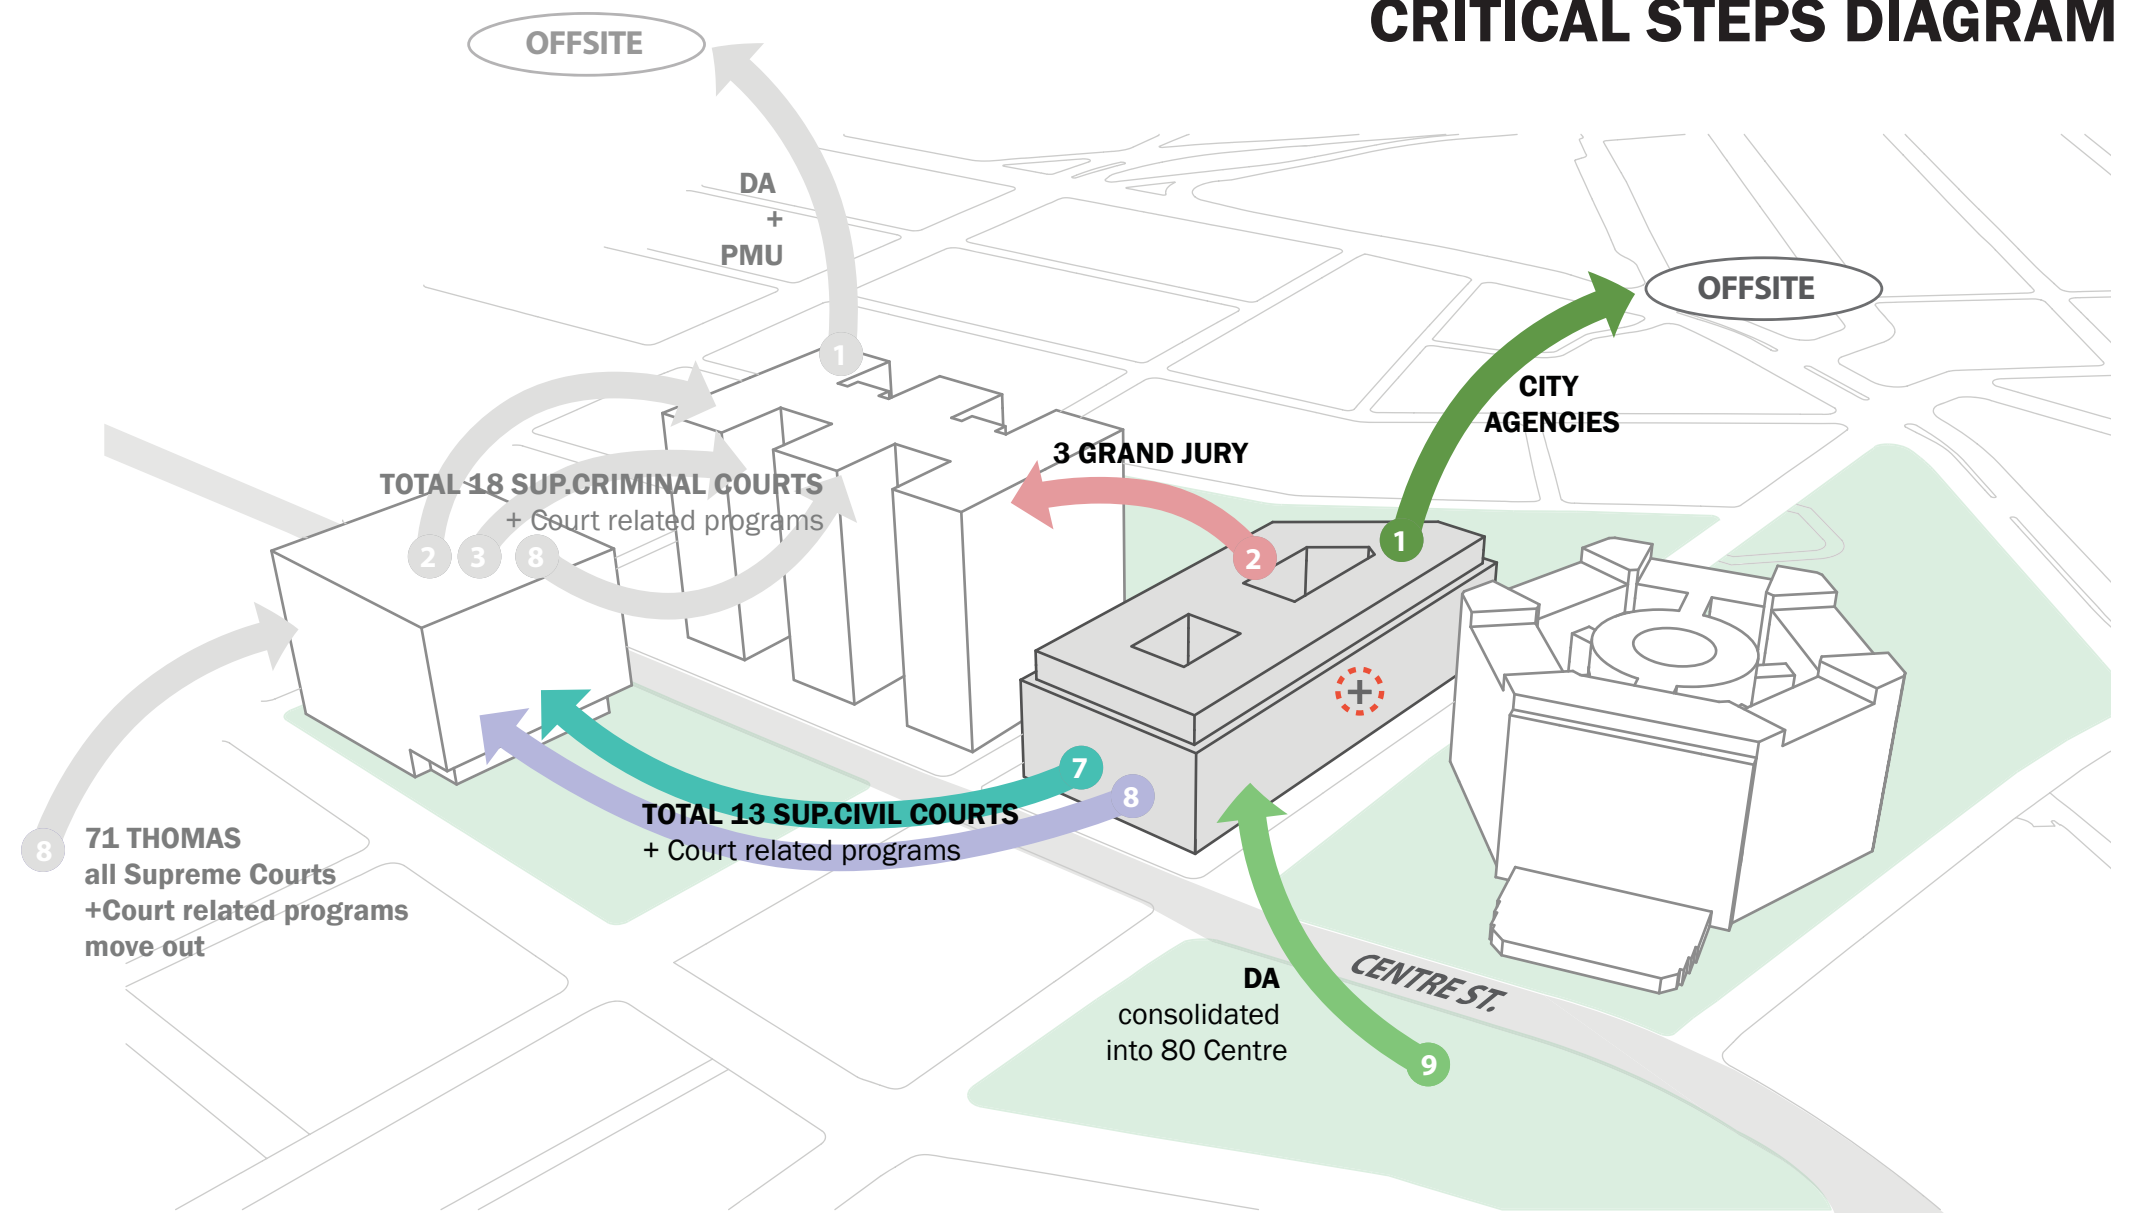 CRITICAL STEPS DIAGRAM
OFFSITE
DA
+
PMU
OFFSITE
1
CITY
AGENCIES
3 GRAND JURY
TOTAL 18 SUP.CRIMINAL COURTS
+ Court related programs
2
3
8
2
1
7
8
TOTAL 13 SUP.CIVIL COURTS
+ Court related programs
8
71 THOMAS
all Supreme Courts
+Court related programs
move out
DA
consolidated
into 80 Centre
CENTRE ST.
9